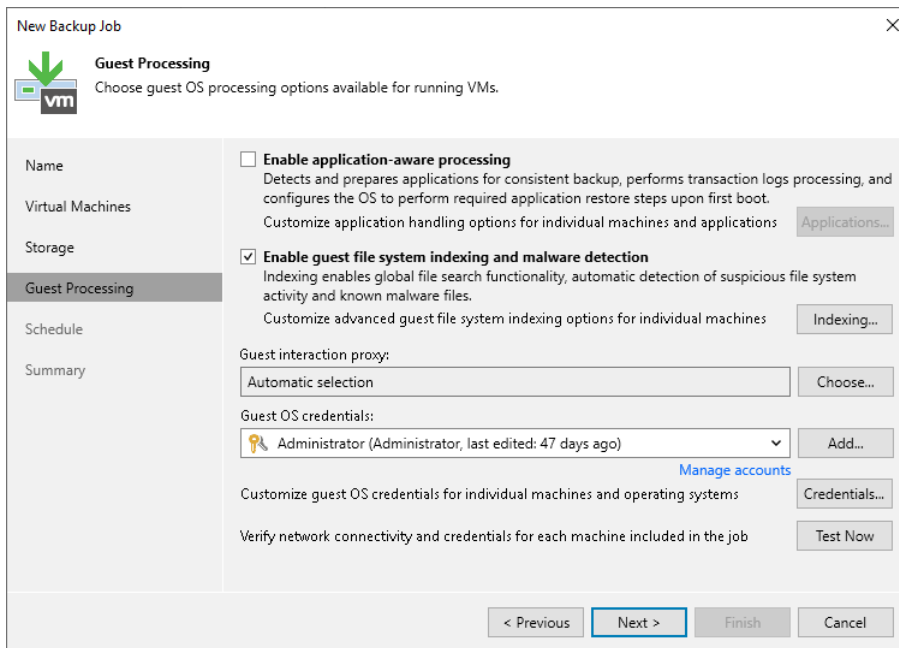 New Backup Job
Guest Processing
Choose guest OS processing options available for running VMs.
vm
Name
Virtual Machines
Storage
Guest Processing
Schedule
Summary
Enable application-aware processing
Detects and prepares applications for consistent backup, performs transaction logs processing, and
configures the OS to perform required application restore steps upon first boot.
Customize application handling options for individual machines and applications
Applications...
Enable guest file system indexing and malware detection
Indexing enables global file search functionality, automatic detection of suspicious file system
activity and known malware files.
Customize advanced guest file system indexing options for individual machines
Indexing...
Guest interaction proxy:
Automatic selection
Choose...
Guest OS credentials:
Administrator (Administrator, last edited: 47 days ago)
Add...
Manage accounts
Customize guest OS credentials for individual machines and operating systems
Credentials...
Verify network connectivity and credentials for each machine included in the job
Test Now
< Previous
Next >
Finish
Cancel